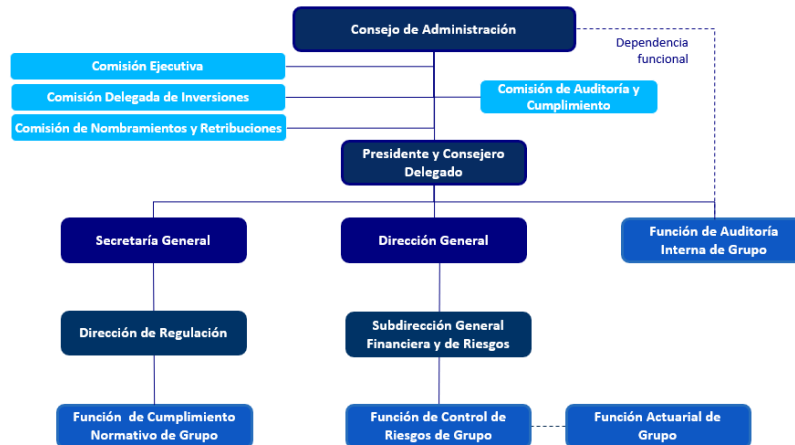 Consejo de Administración
Dependencia
funcional
Comisión Ejecutiva
Comisión Delegada de Inversiones
Comisión de Auditoría y
Cumplimiento
Comisión de Nombramientos y Retribuciones
Presidente y Consejero
Delegado
Secretaría General
Dirección General
Función de Auditoría
Interna de Grupo
Dirección de Regulación
Subdirección General
Financiera y de Riesgos
Función de Cumplimiento
Normativo de Grupo
Función de Control de
Riesgos de Grupo
Función Actuarial de
Grupo